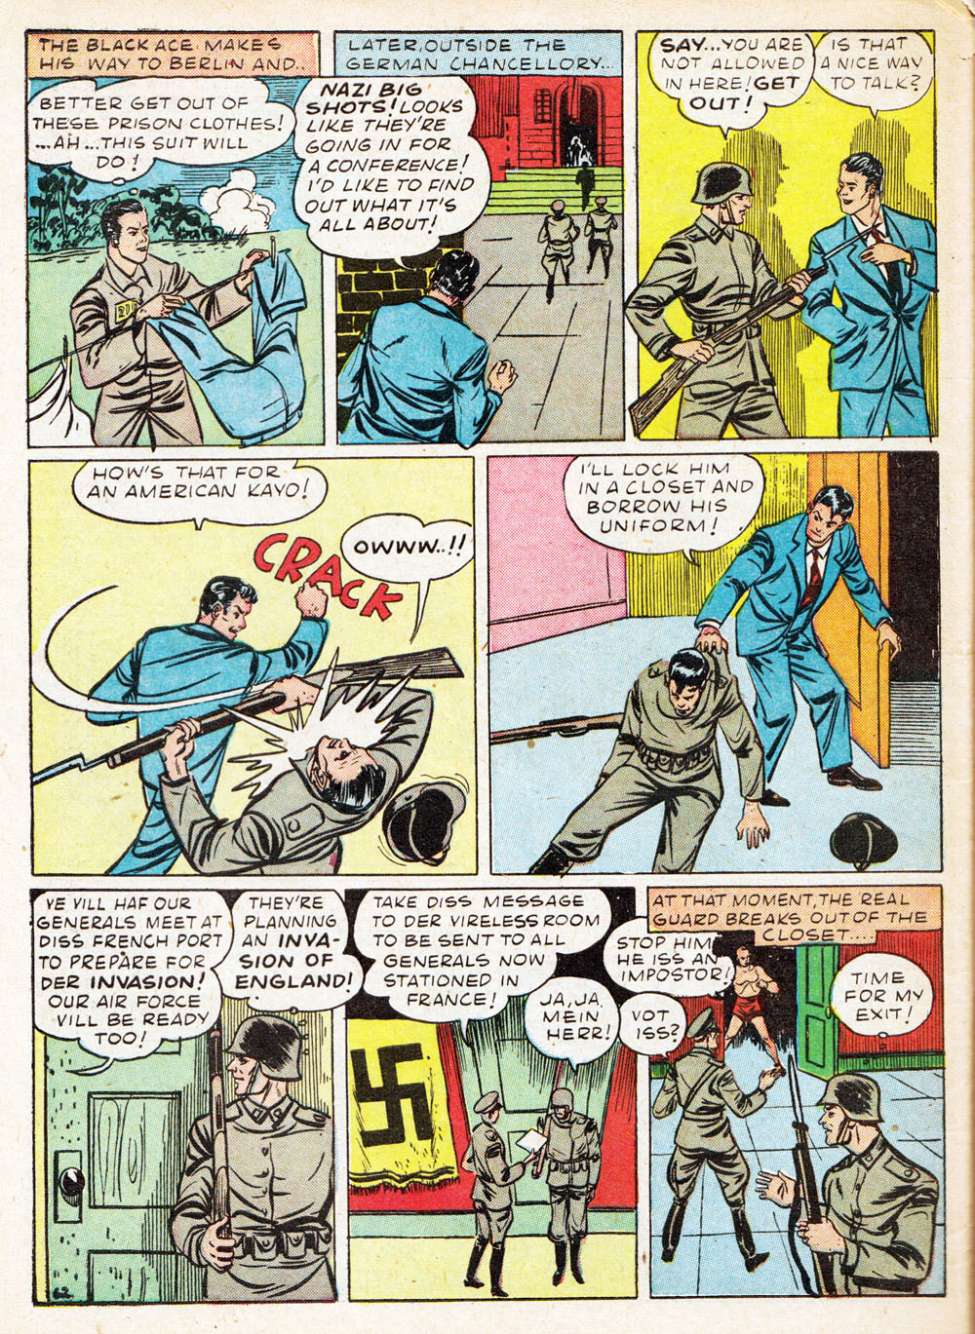 THE BLACK ACE MAKES
HIS WAY TO BERLIN AND..
BETTER GET OUT OF
THESE PRISON CLOTHES!
...AH...THIS SUIT WILL
DO!
LATER, OUTSIDE THE
GERMAN CHANCELLORY...
NAZI BIG
SHOTS! LOOKS
LIKE THEY'RE
GOING IN FOR
A CONFERENCE!
I'D LIKE TO FIND
OUT WHAT IT'S
ALL ABOUT!
SAY...YOU ARE
NOT ALLOWED
IN HERE! GET
OUT!
IS THAT
A NICE WAY
TO TALK?
HOW'S THAT FOR
AN AMERICAN KAYO!
CRACK
OWWW..!!
I'LL LOCK HIM
IN A CLOSET AND
BORROW HIS
UNIFORM!
VE VILL HAF OUR
GENERALS MEET AT
DISS FRENCH PORT
TO PREPARE FOR
DER INVASION!
OUR AIR FORCE
VILL BE READY
TOO!
THEY'RE
PLANNING
AN INVA-
SION OF
ENGLAND!
62
TAKE DISS MESSAGE
TO DER VIRELESS ROOM
TO BE SENT TO ALL
GENERALS NOW
STATIONED IN
FRANCE!
JA, JA,
MEIN
HERR!
AT THAT MOMENT, THE REAL
GUARD BREAKS OUT OF THE
CLOSET....
STOP HIM
HE ISS AN
IMPOSTOR!
VOT
ISS?
TIME
FOR MY
EXIT!